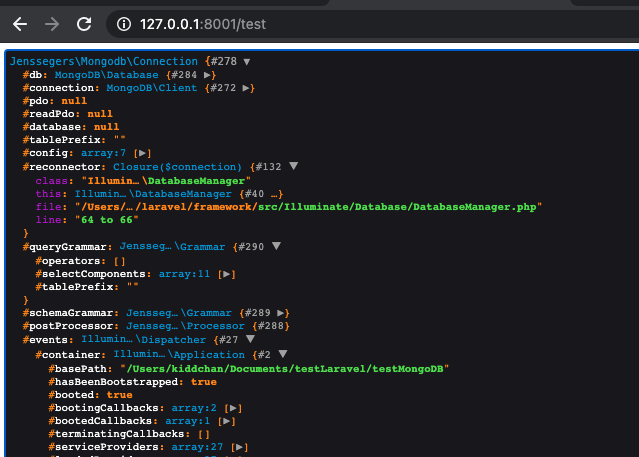 127.0.0.1:8001/test
Jenssegers\Mongodb\Connection {#278 ▼
#db: MongoDB\Database {#284 ▶}
#connection: MongoDB\Client {#272 ▶}
#pdo: null
#readPdo: null
#database: null
#tablePrefix: ""
#config: array:7 [▶]
#reconnector: Closure($connection) {#132 ▼
class: "Illumin…\DatabaseManager"
this: Illumin…\DatabaseManager {#40 …}
file: "/Users/…/laravel/framework/src/Illuminate/Database/DatabaseManager.php"
line: "64 to 66"
}
#queryGrammar: Jensseg…\Grammar {#290 ▼
#operators: []
#selectComponents: array:11 [▶]
#tablePrefix: ""
}
#schemaGrammar: Jensseg…\Grammar {#289 ▶}
#postProcessor: Jensseg…\Processor {#288}
#events: Illumin…\Dispatcher {#27 ▼
#container: Illumin…\Application {#2 ▼
#basePath: "/Users/kiddchan/Documents/testLaravel/testMongoDB"
#hasBeenBootstrapped: true
#booted: true
#bootingCallbacks: array:2 [▶]
#bootedCallbacks: array:1 [▶]
#terminatingCallbacks: []
#serviceProviders: array:27 [▶]